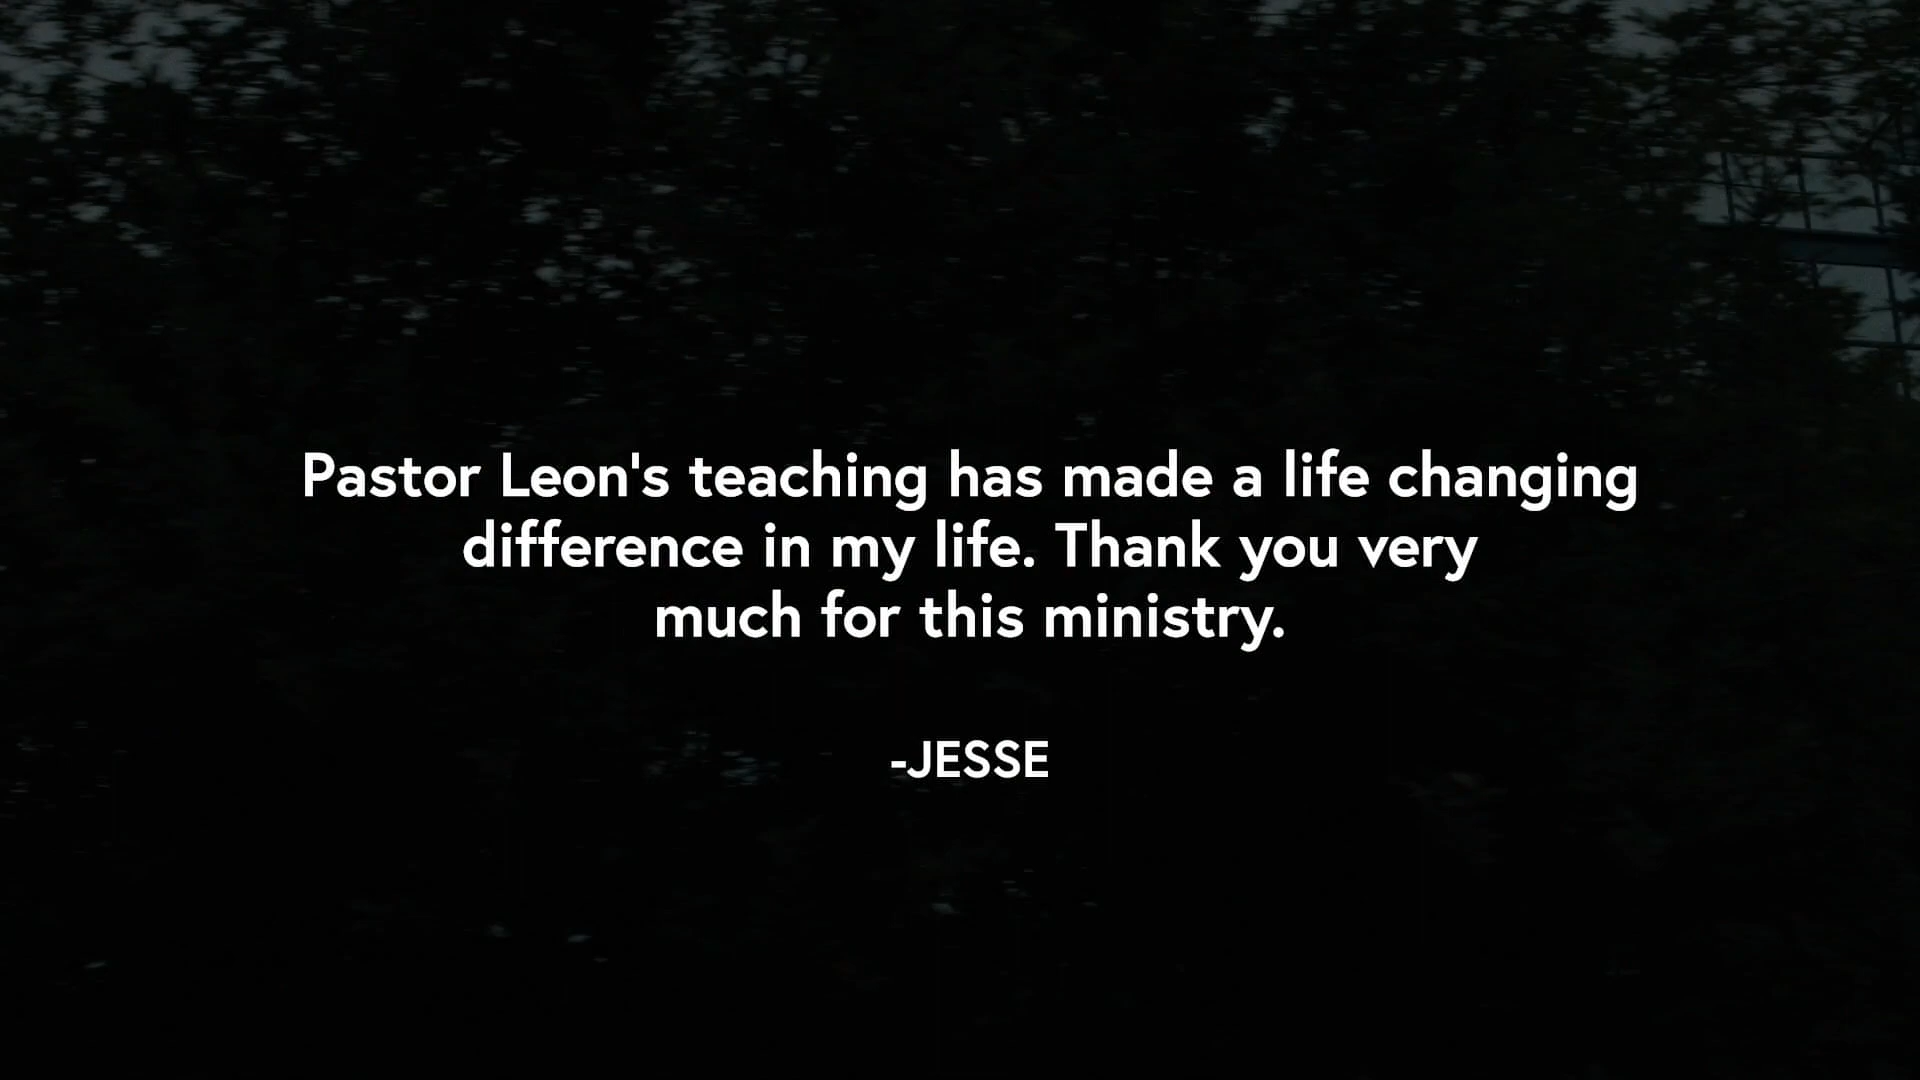 Pastor Leon's teaching has made a life changing
difference in my life. Thank you very
much for this ministry.
-JESSE